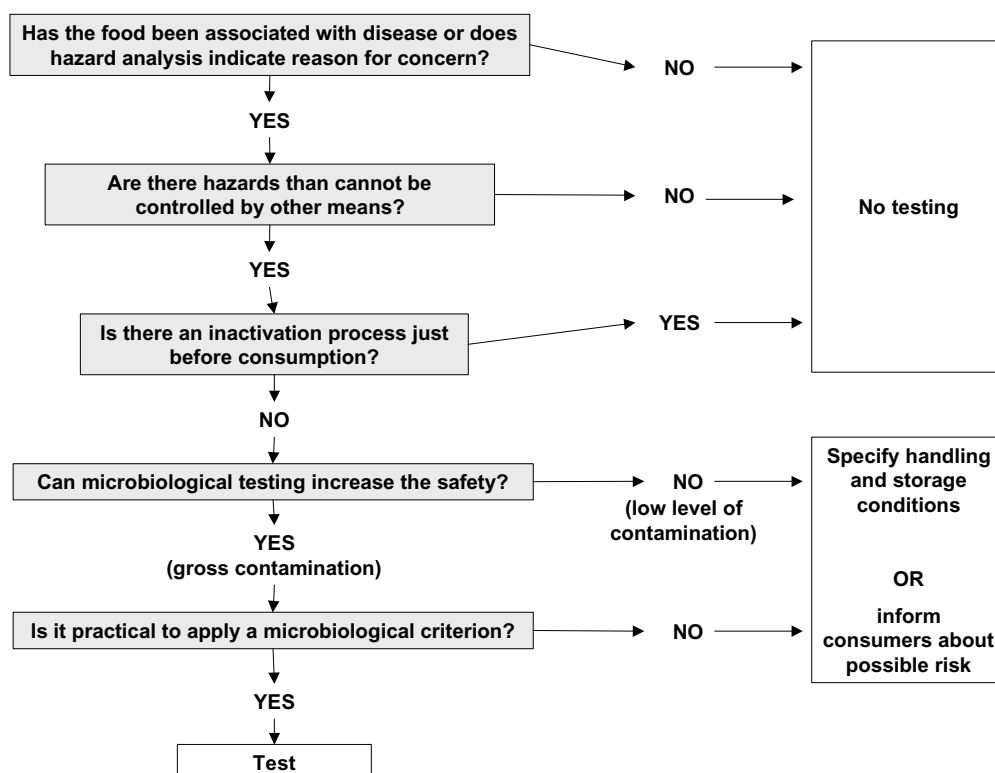 Has the food been associated with disease or does
hazard analysis indicate reason for concern?
NO
YES
Are there hazards than cannot be
controlled by other means?
NO
No testing
YES
Is there an inactivation process just
before consumption?
YES
NO
Can microbiological testing increase the safety?
NO
(low level of
contamination)
Specify handling
and storage
conditions
YES
(gross contamination)
OR
Is it practical to apply a microbiological criterion?
NO
inform
consumers about
possible risk
YES
Test